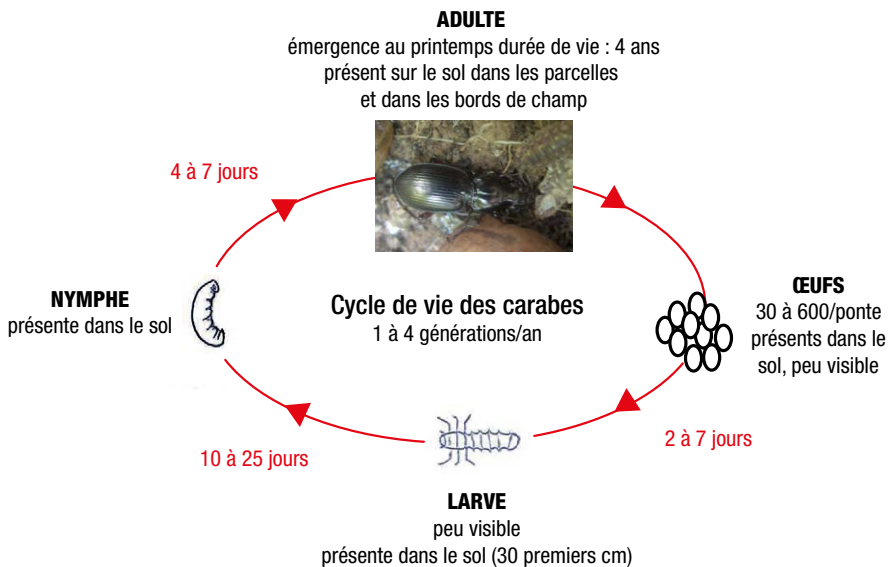 ADULTE
émergence au printemps durée de vie : 4 ans
présent sur le sol dans les parcelles
et dans les bords de champ
4 à 7 jours
NYMPHE
présente dans le sol
Cycle de vie des carabes
1 à 4 générations/an
ŒUFS
30 à 600/ponte
présents dans le
sol, peu visible
10 à 25 jours
2 à 7 jours
LARVE
peu visible
présente dans le sol (30 premiers cm)